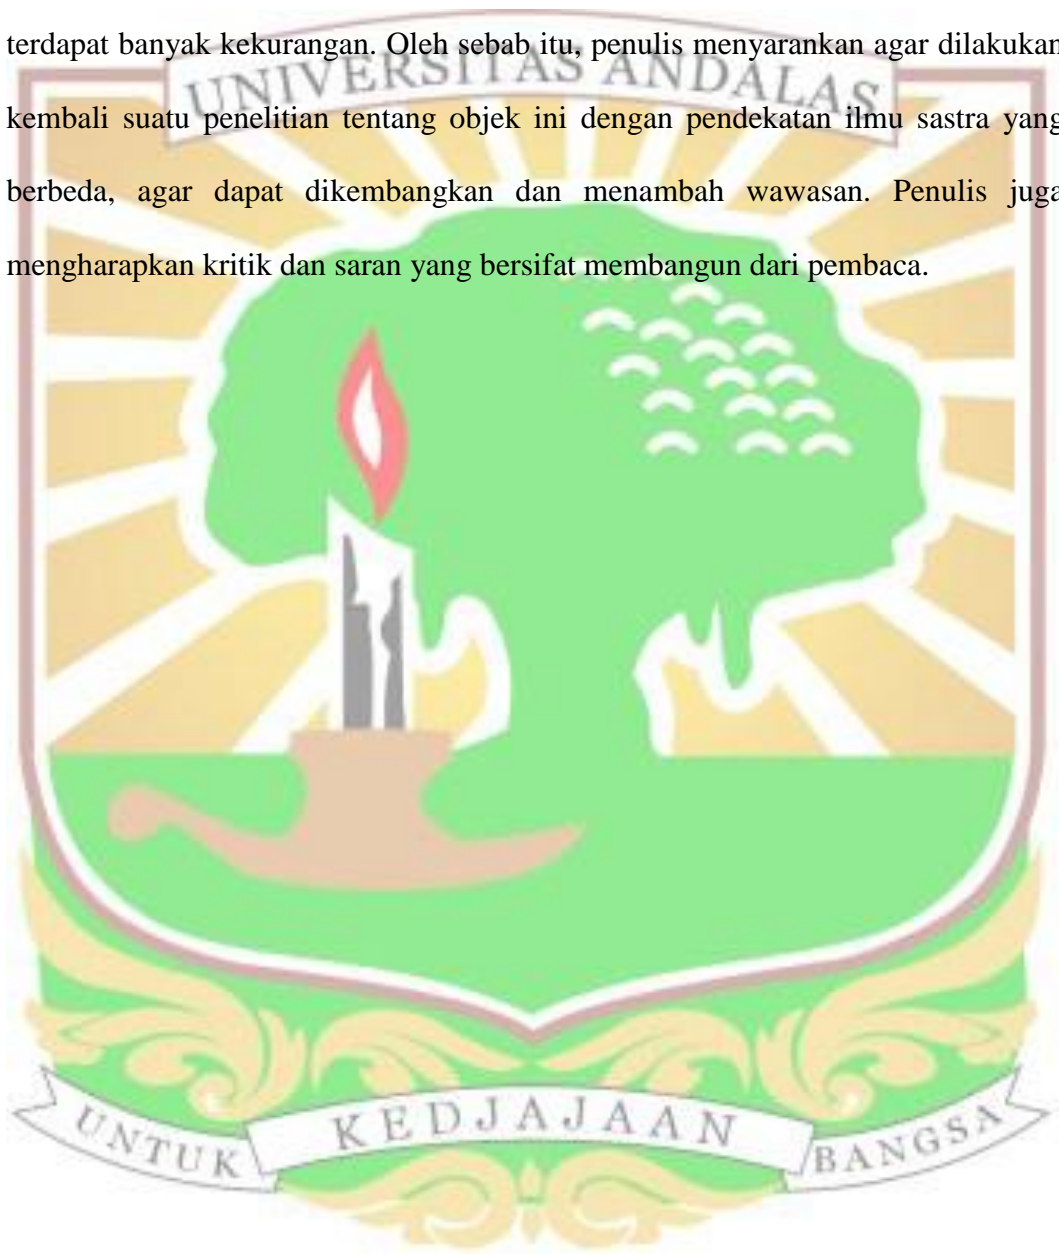 terdapat banyak kekurangan. Oleh sebab itu, penulis menyarankan agar dilakukan
UNIVERSITAS ANDALAS
kembali suatu penelitian tentang objek ini dengan pendekatan ilmu sastra yang
berbeda, agar dapat dikembangkan dan menambah wawasan. Penulis juga
mengharapkan kritik dan saran yang bersifat membangun dari pembaca.
UNTUK KEDJAJAAN BANGSA